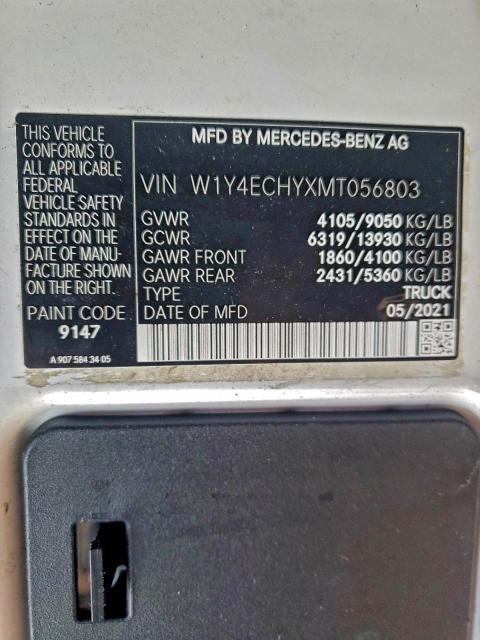 THIS VEHICLE
CONFORMS TO
ALL APPLICABLE
FEDERAL
VEHICLE SAFETY
STANDARDS IN
EFFECT ON THE
DATE OF MANU-
FACTURE SHOWN
ON THE RIGHT.
PAINT CODE
9147
A 907 584 34 05
MFD BY MERCEDES-BENZ AG
VIN W1Y4ECHYXMT056803
GVWR 4105/9050 KG/LB
GCWR 6319/13930 KG/LB
GAWR FRONT 1860/4100 KG/LB
GAWR REAR 2431/5360 KG/LB
TYPE TRUCK
DATE OF MFD 05/2021